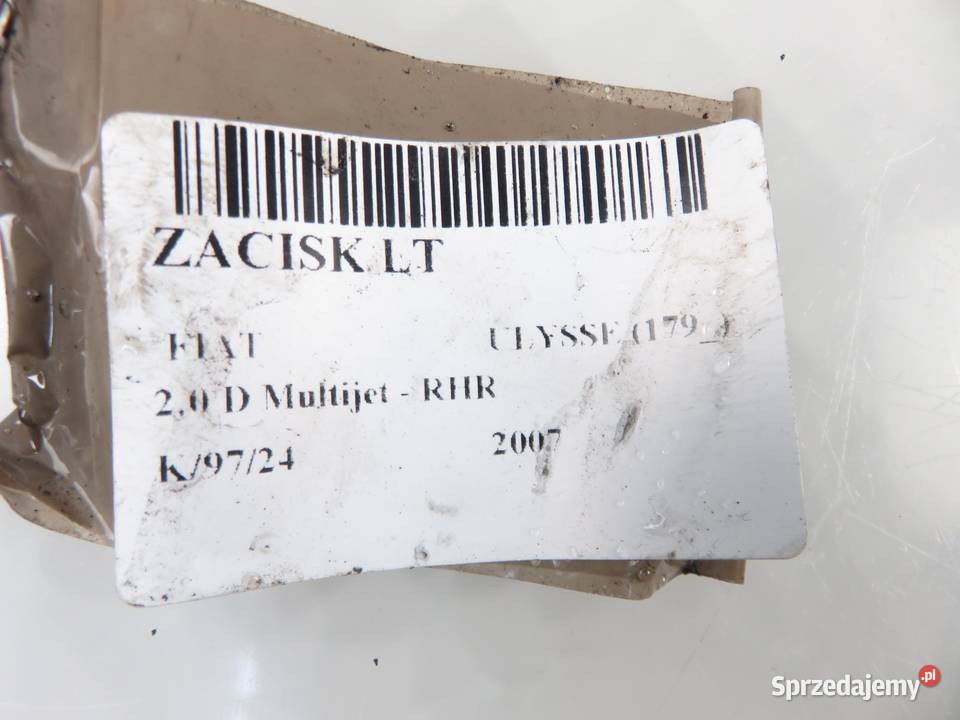 ZACISK LT
FIAT ULYSSE (179_)
2,0 D Multijet - RHR
K/97/24 2007
Sprzedajemy.pl